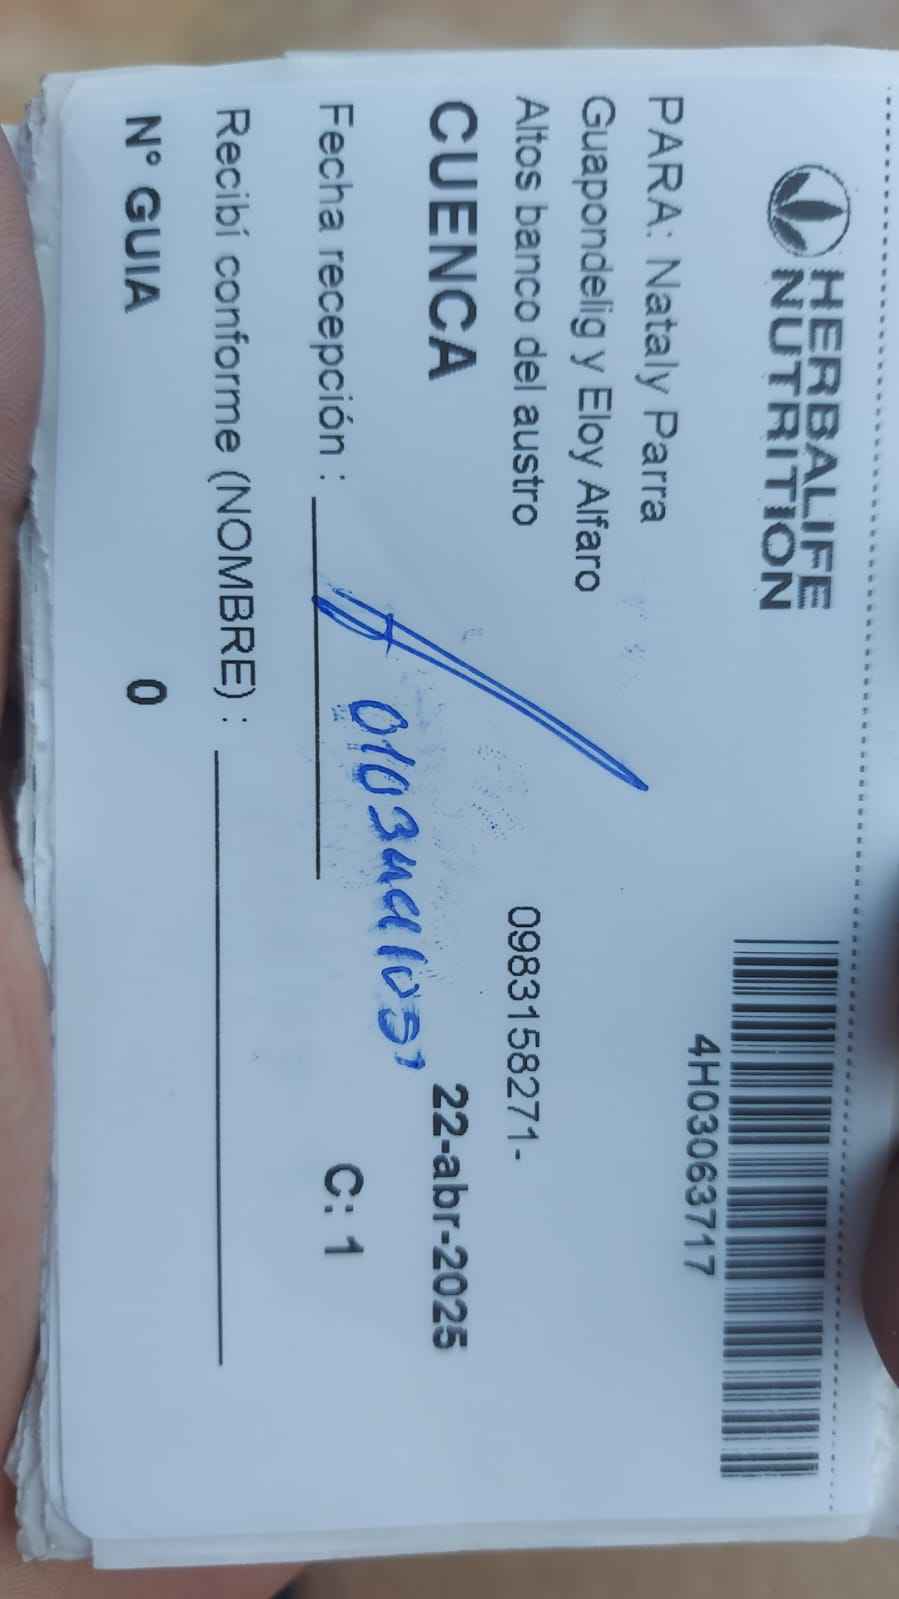 HERBALIFE
NUTRITION
4H03063717
PARA: Nataly Parra
Guapondelig y Eloy Alfaro
Altos banco del austro
0983158271-
CUENCA
22-abr-2025
Fecha recepción :
C: 1
Recibí conforme (NOMBRE) :
N° GUIA 0